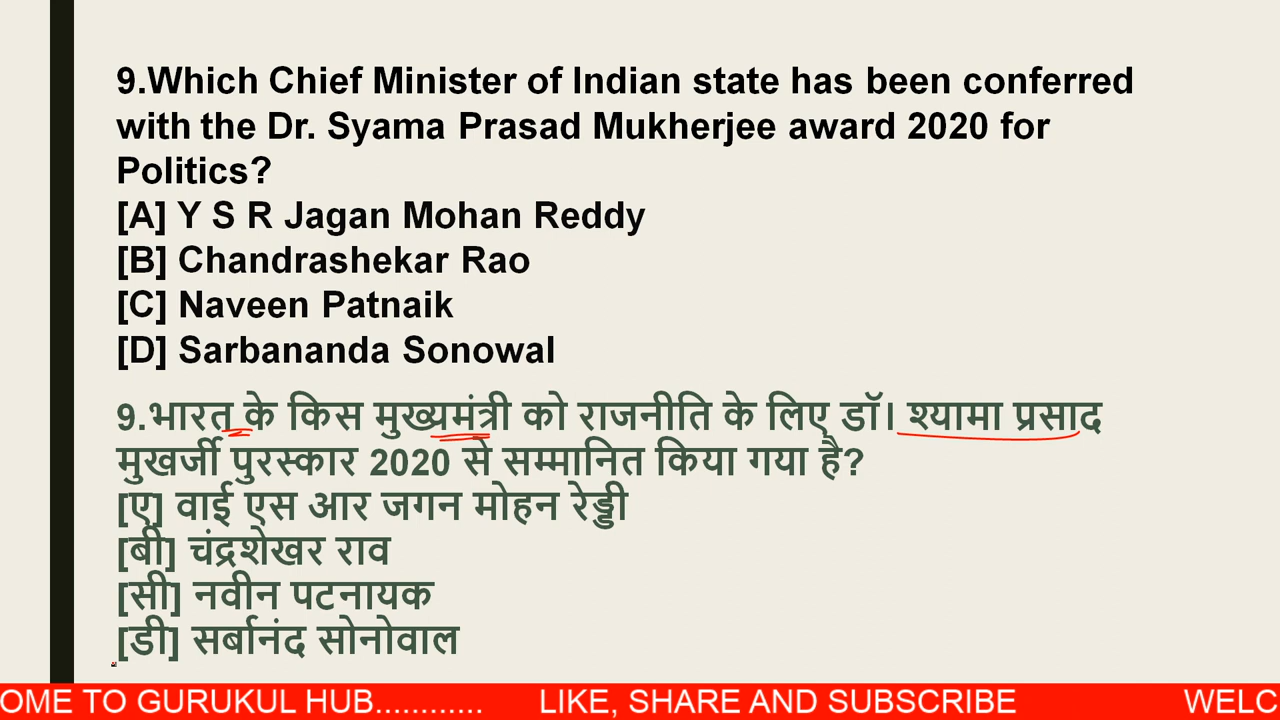 9.Which Chief Minister of Indian state has been conferred
with the Dr. Syama Prasad Mukherjee award 2020 for
Politics?
[A] Y S R Jagan Mohan Reddy
[B] Chandrashekar Rao
[C] Naveen Patnaik
[D] Sarbananda Sonowal
9.भारत के किस मुख्यमंत्री को राजनीति के लिए डॉ। श्यामा प्रसाद
मुखर्जी पुरस्कार 2020 से सम्मानित किया गया है?
[ए] वाई एस आर जगन मोहन रेड्डी
[बी] चंद्रशेखर राव
[सी] नवीन पटनायक
[डी] सर्बानंद सोनोवाल
OME TO GURUKUL HUB............ LIKE, SHARE AND SUBSCRIBE WELC